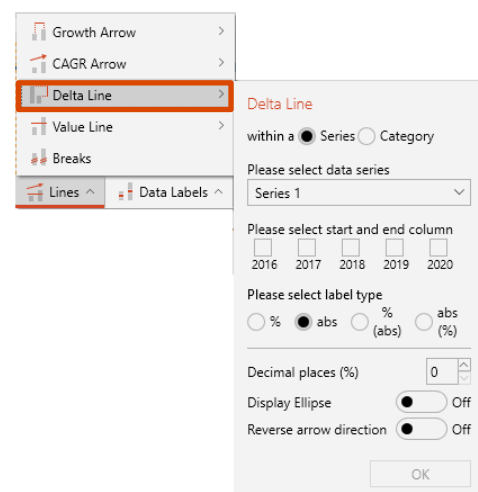 Growth Arrow
CAGR Arrow
Delta Line
Value Line
Breaks
Lines
Data Labels
Delta Line
within a Series Category
Please select data series
Series 1
Please select start and end column
2016 2017 2018 2019 2020
Please select label type
% abs % (abs) abs (%)
Decimal places (%) 0
Display Ellipse Off
Reverse arrow direction Off
OK